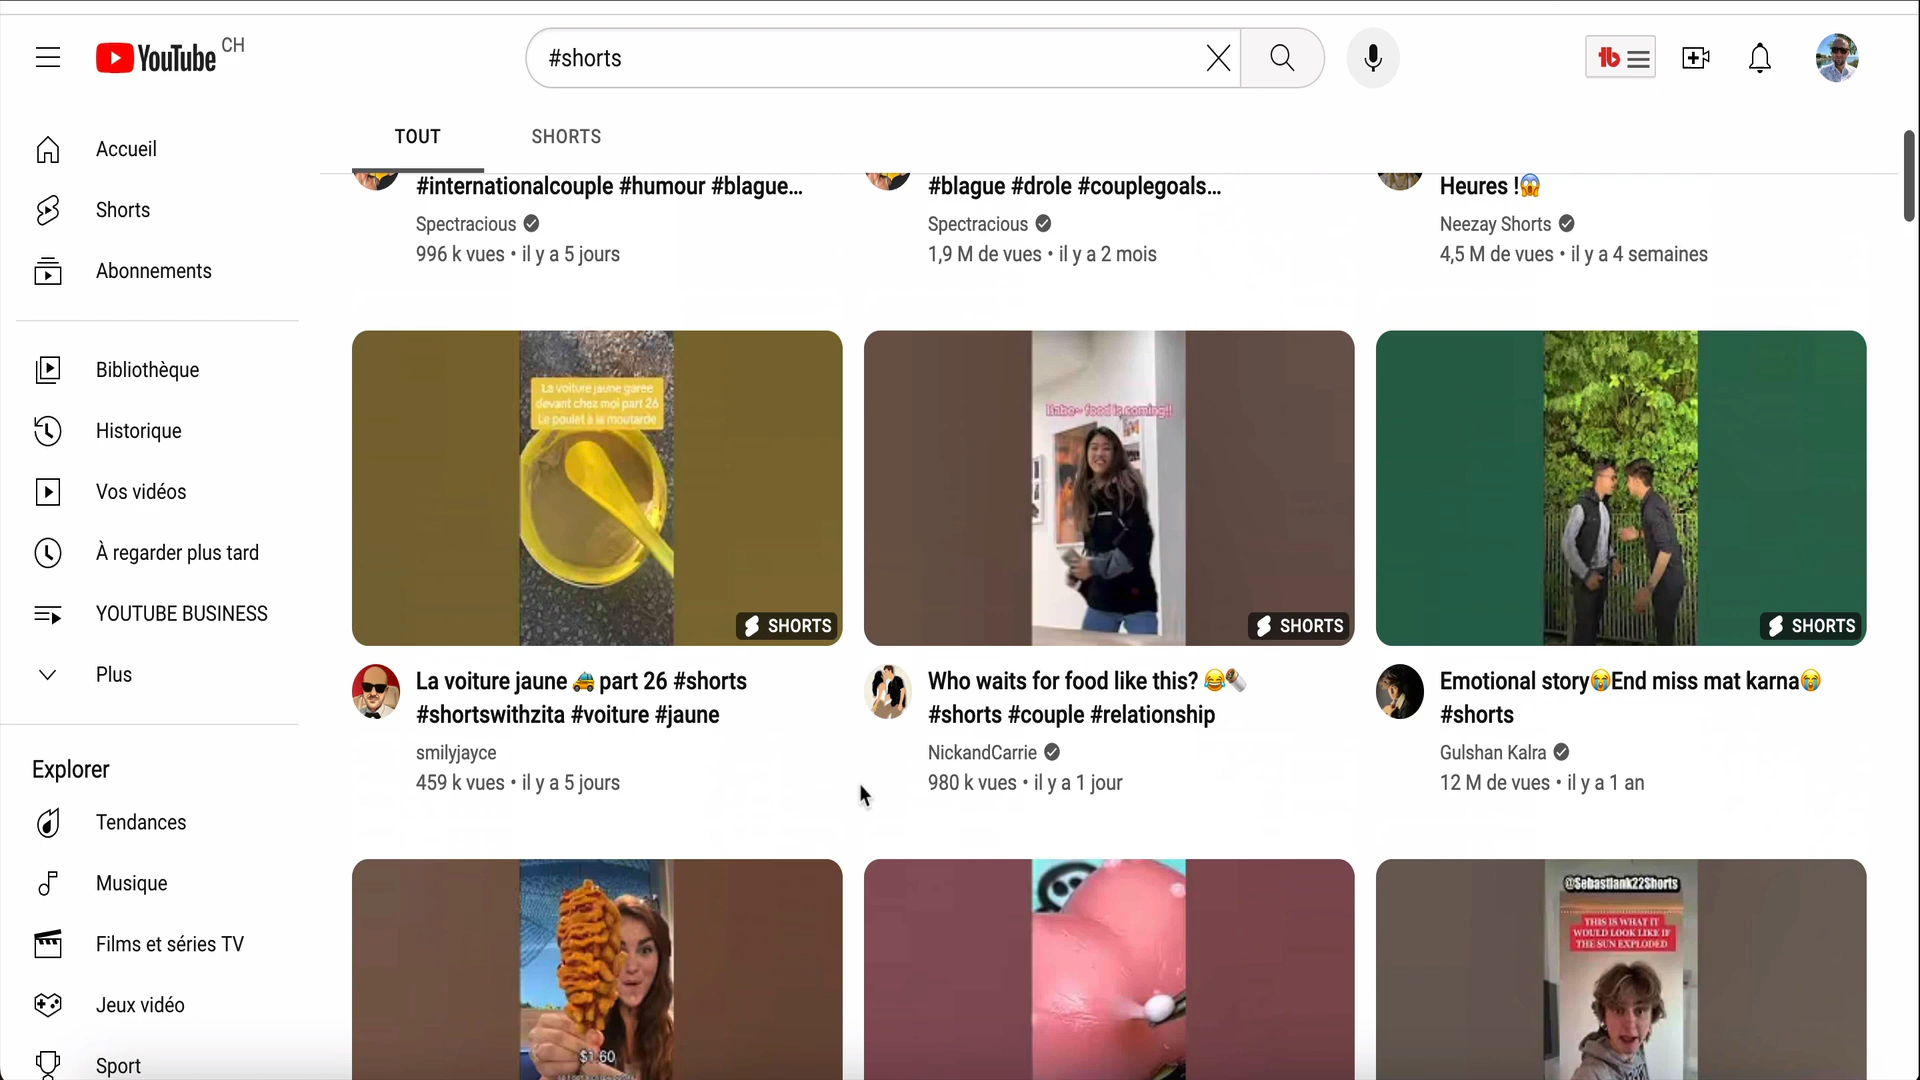 YouTube CH
#shorts
TOUT
SHORTS
Accueil
Shorts
Abonnements
Bibliothèque
Historique
Vos vidéos
À regarder plus tard
YOUTUBE BUSINESS
Plus
Explorer
Tendances
Musique
Films et séries TV
Jeux vidéo
Sport
#internationalcouple #humour #blague...
Spectracious
996 k vues • il y a 5 jours
#blague #drole #couplegoals...
Spectracious
1,9 M de vues • il y a 2 mois
Heures !😱
Neezay Shorts
4,5 M de vues • il y a 4 semaines
La voiture jaune garée
devant chez moi part 26
Le poulet à la moutarde
SHORTS
La voiture jaune 🚕 part 26 #shorts
#shortswithzita #voiture #jaune
smilyjayce
459 k vues • il y a 5 jours
Babe~ food is coming!!
SHORTS
Who waits for food like this? 😂🌯
#shorts #couple #relationship
NickandCarrie
980 k vues • il y a 1 jour
SHORTS
Emotional story😭End miss mat karna😭
#shorts
Gulshan Kalra
12 M de vues • il y a 1 an
$1.60
@Sebastiank22Shorts
THIS IS WHAT IT
WOULD LOOK LIKE IF
THE SUN EXPLODED